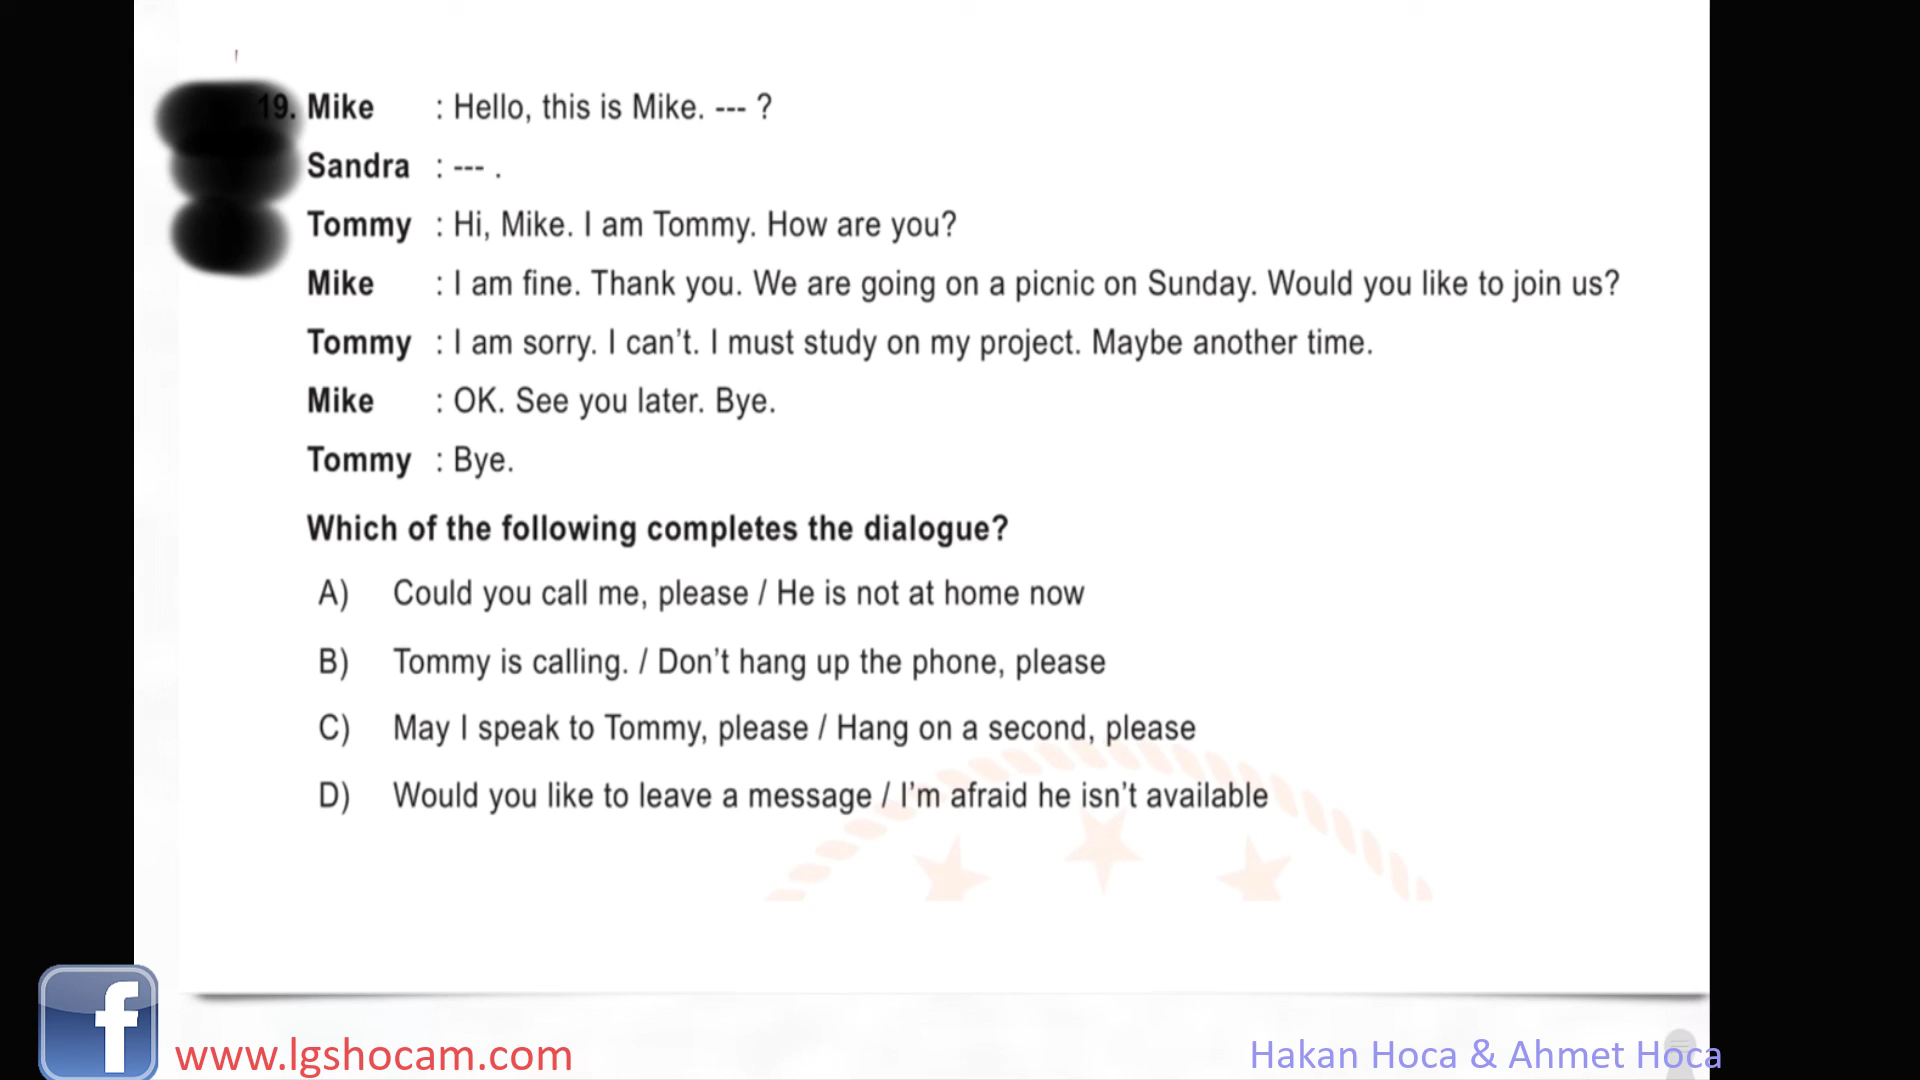 19. Mike : Hello, this is Mike. --- ?
Sandra : --- .
Tommy : Hi, Mike. I am Tommy. How are you?
Mike : I am fine. Thank you. We are going on a picnic on Sunday. Would you like to join us?
Tommy : I am sorry. I can't. I must study on my project. Maybe another time.
Mike : OK. See you later. Bye.
Tommy : Bye.
Which of the following completes the dialogue?
A) Could you call me, please / He is not at home now
B) Tommy is calling. / Don't hang up the phone, please
C) May I speak to Tommy, please / Hang on a second, please
D) Would you like to leave a message / I'm afraid he isn't available
f www.lgshocam.com
Hakan Hoca & Ahmet Hoca